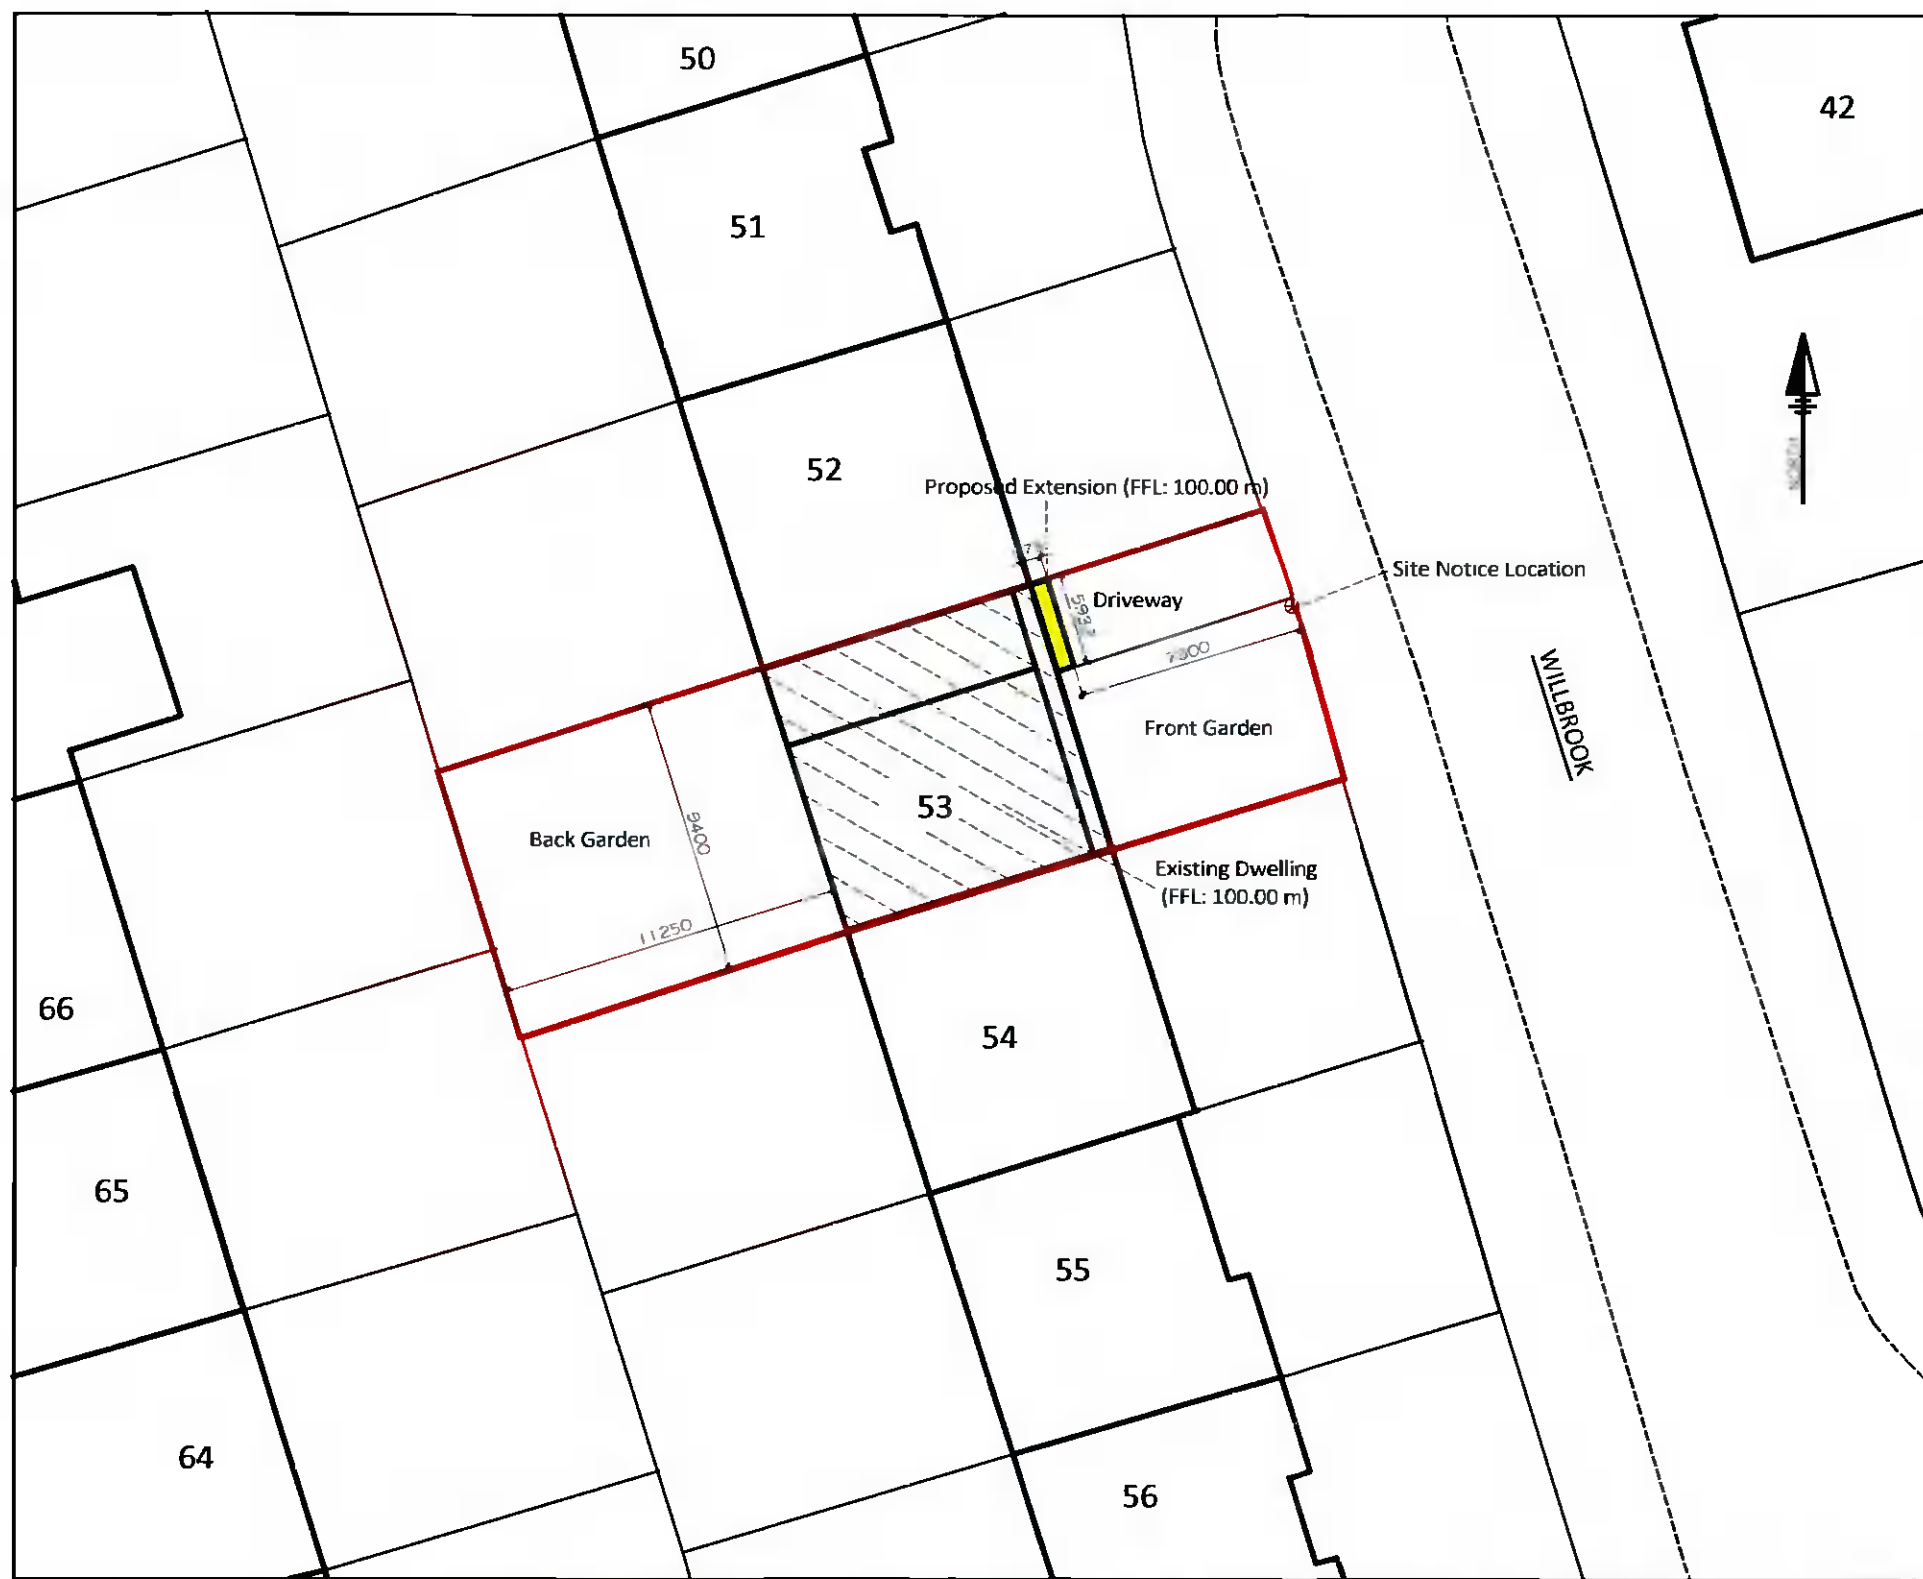 50
42
51
52
Proposed Extension (FFL: 100.00 m)
NORTH
Site Notice Location
Driveway
7300
WILLBROOK
Front Garden
53
9400
Back Garden
Existing Dwelling
(FFL: 100.00 m)
11250
66
54
65
55
64
56